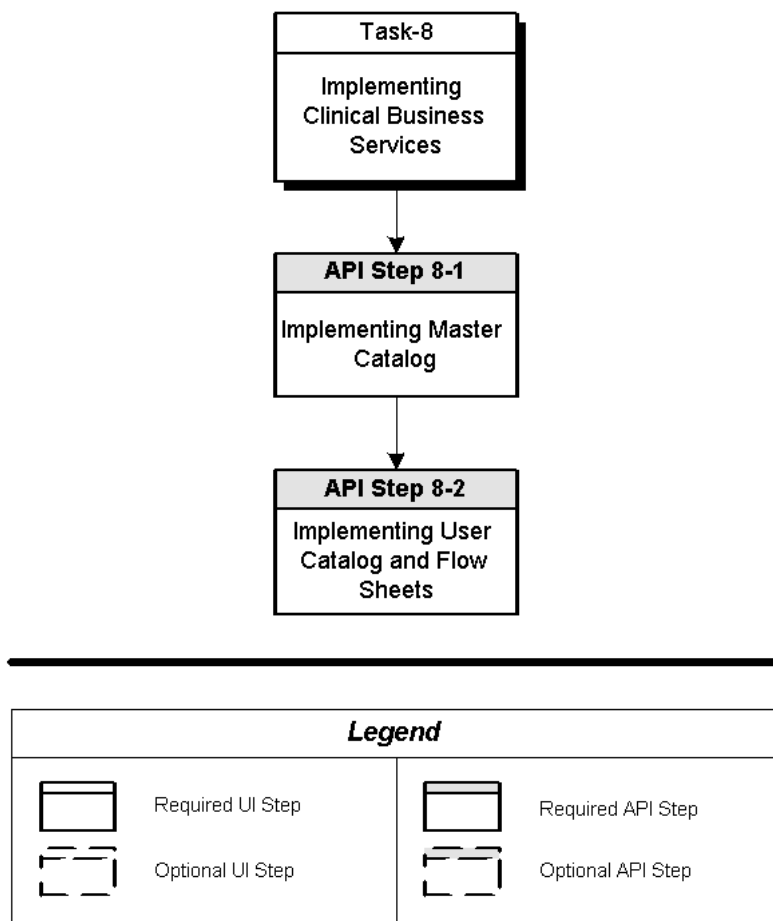 Task-8
Implementing
Clinical Business
Services
API Step 8-1
Implementing Master
Catalog
API Step 8-2
Implementing User
Catalog and Flow
Sheets
Legend
Required UI Step
Required API Step
Optional UI Step
Optional API Step